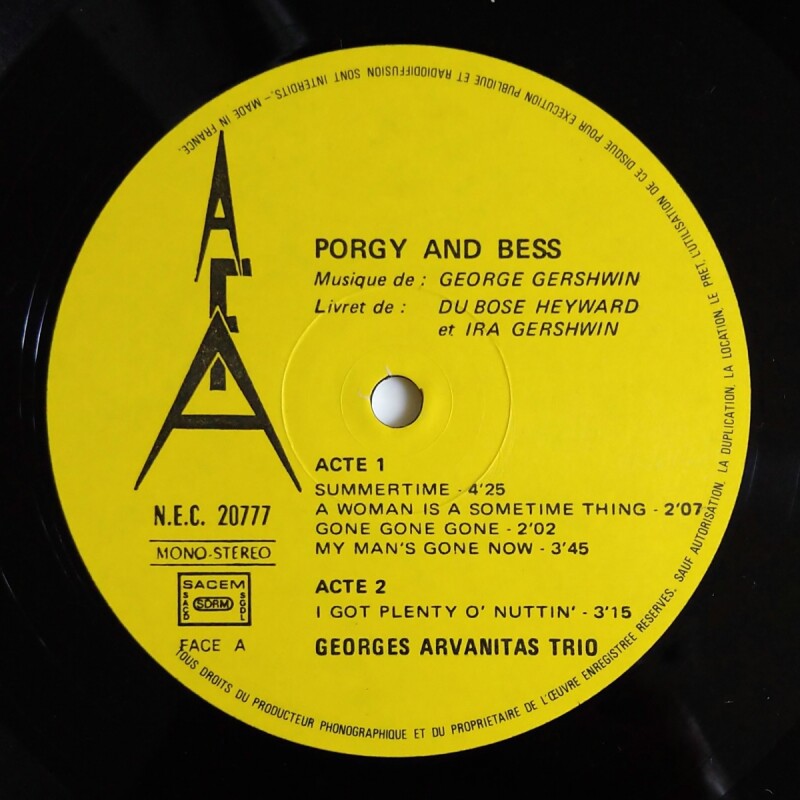 AFA
PORGY AND BESS
Musique de : GEORGE GERSHWIN
Livret de : DU BOSE HEYWARD
et IRA GERSHWIN
ACTE 1
SUMMERTIME - 4'25
A WOMAN IS A SOMETIME THING - 2'07
GONE GONE GONE - 2'02
MY MAN'S GONE NOW - 3'45
ACTE 2
I GOT PLENTY O' NUTTIN' - 3'15
GEORGES ARVANITAS TRIO
N.E.C. 20777
MONO-STEREO
SACEM
SACD SDRM SGDL
FACE A
TOUS DROITS DU PRODUCTEUR PHONOGRAPHIQUE ET DU PROPRIETAIRE DE L'ŒUVRE ENREGISTREE RESERVES. SAUF AUTORISATION, LA DUPLICATION, LA LOCATION, LE PRET, L'UTILISATION DE CE DISQUE POUR EXECUTION PUBLIQUE ET RADIODIFFUSION SONT INTERDITS.- MADE IN FRANCE.